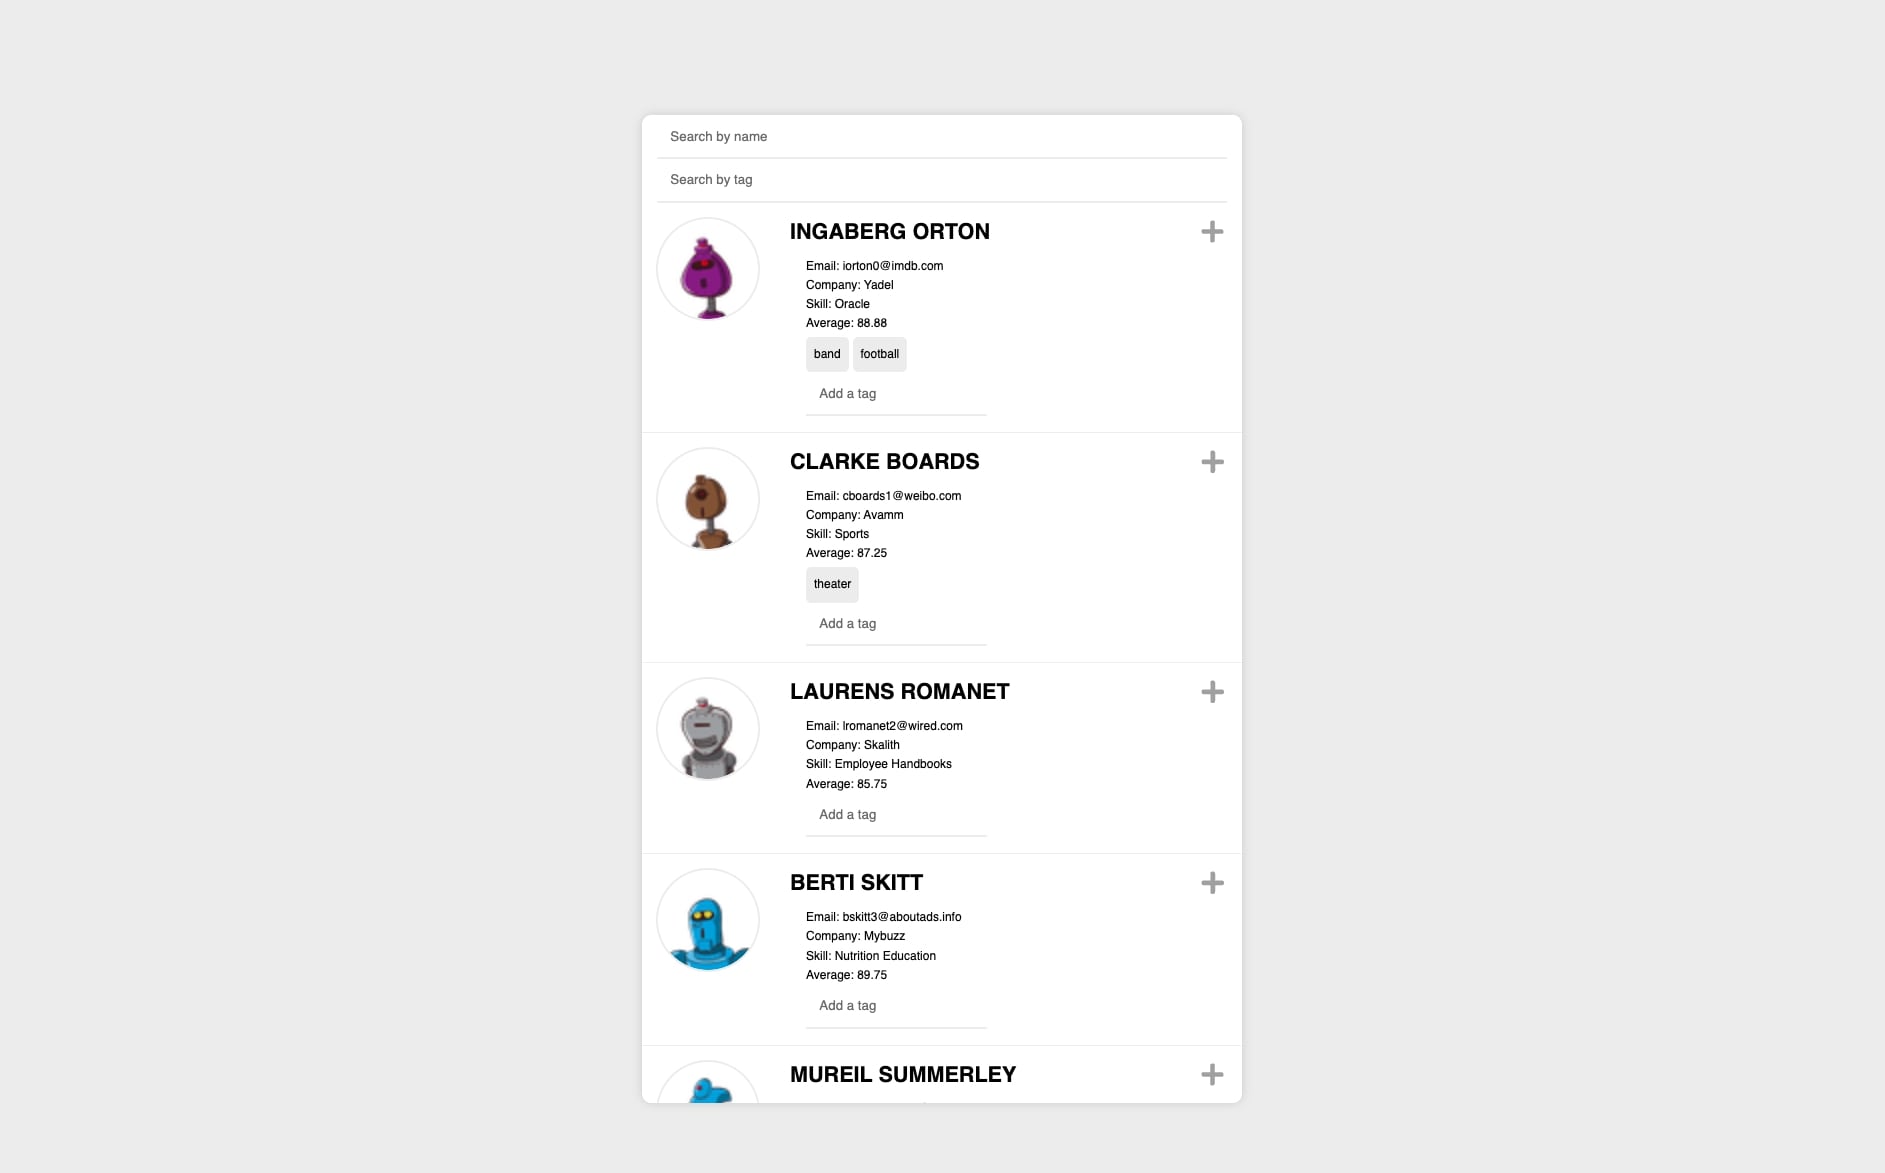 Search by name
Search by tag
INGABERG ORTON
Email: iorton0@imdb.com
Company: Yadel
Skill: Oracle
Average: 88.88
band football
Add a tag
CLARKE BOARDS
Email: cboards1@weibo.com
Company: Avamm
Skill: Sports
Average: 87.25
theater
Add a tag
LAURENS ROMANET
Email: lromanet2@wired.com
Company: Skalith
Skill: Employee Handbooks
Average: 85.75
Add a tag
BERTI SKITT
Email: bskitt3@aboutads.info
Company: Mybuzz
Skill: Nutrition Education
Average: 89.75
Add a tag
MUREIL SUMMERLEY